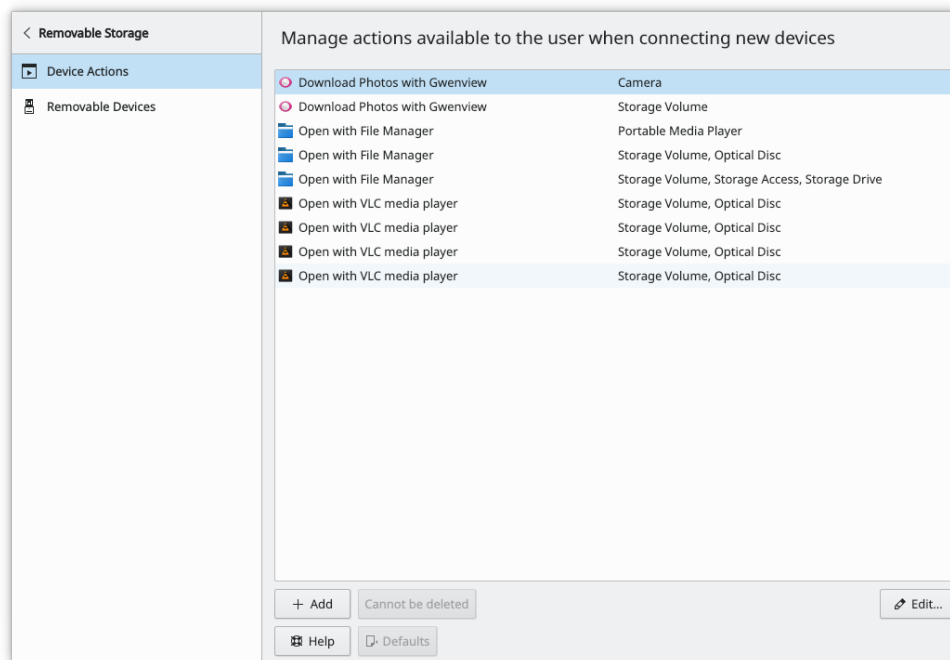 Removable Storage
Device Actions
Removable Devices
Manage actions available to the user when connecting new devices
Download Photos with Gwenview Camera
Download Photos with Gwenview Storage Volume
Open with File Manager Portable Media Player
Open with File Manager Storage Volume, Optical Disc
Open with File Manager Storage Volume, Storage Access, Storage Drive
Open with VLC media player Storage Volume, Optical Disc
Open with VLC media player Storage Volume, Optical Disc
Open with VLC media player Storage Volume, Optical Disc
Open with VLC media player Storage Volume, Optical Disc
Add Cannot be deleted Edit...
Help Defaults